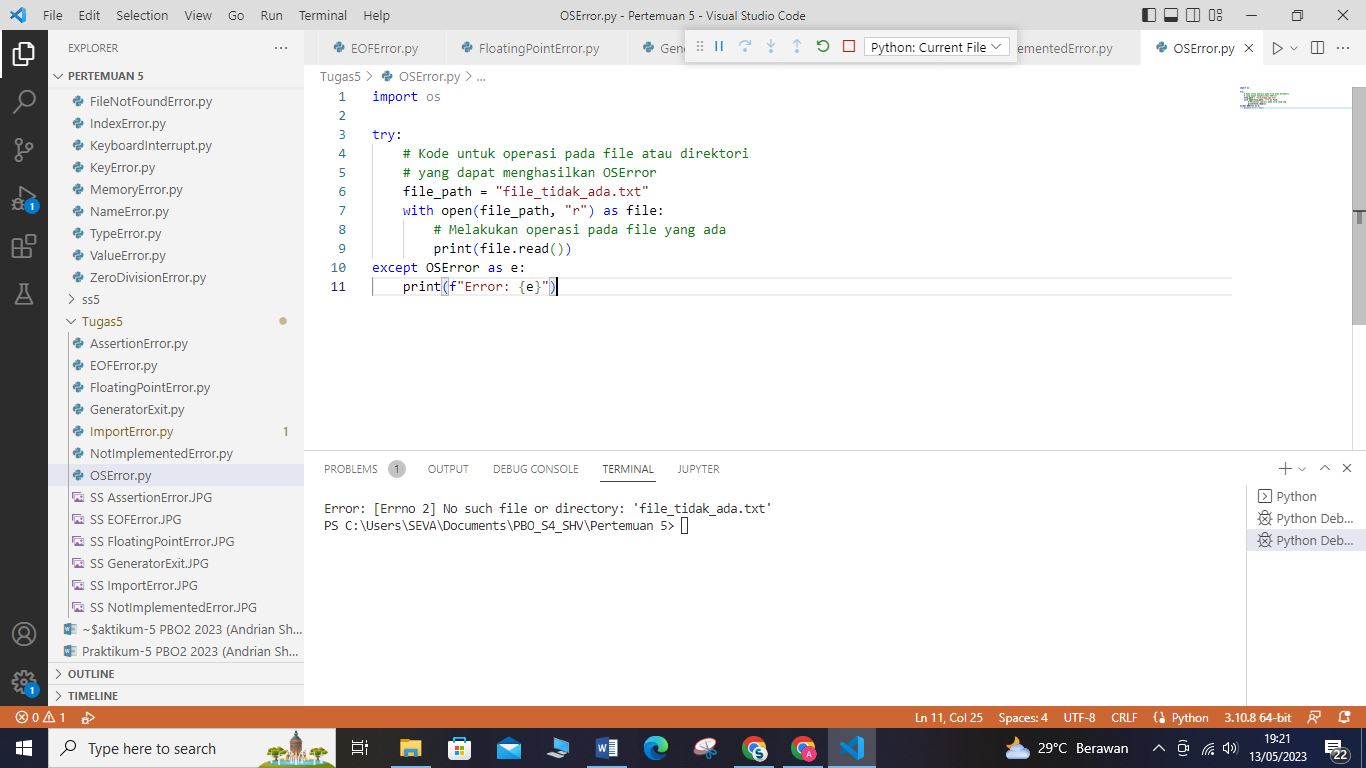 File Edit Selection View Go Run Terminal Help OSError.py - Pertemuan 5 - Visual Studio Code
EXPLORER
PERTEMUAN 5
FileNotFoundError.py
IndexError.py
KeyboardInterrupt.py
KeyError.py
MemoryError.py
NameError.py
TypeError.py
ValueError.py
ZeroDivisionError.py
ss5
Tugas5
AssertionError.py
EOFError.py
FloatingPointError.py
GeneratorExit.py
ImportError.py 1
NotImplementedError.py
OSError.py
SS AssertionError.JPG
SS EOFError.JPG
SS FloatingPointError.JPG
SS GeneratorExit.JPG
SS ImportError.JPG
SS NotImplementedError.JPG
~$aktikum-5 PBO2 2023 (Andrian Sh...
Praktikum-5 PBO2 2023 (Andrian Sh...
OUTLINE
TIMELINE
1
1
EOFError.py FloatingPointError.py Gen Python: Current File ementedError.py OSError.py
Tugas5 > OSError.py > ...
1 import os
2
3 try:
4 # Kode untuk operasi pada file atau direktori
5 # yang dapat menghasilkan OSError
6 file_path = "file_tidak_ada.txt"
7 with open(file_path, "r") as file:
8 # Melakukan operasi pada file yang ada
9 print(file.read())
10 except OSError as e:
11 print(f"Error: {e}")
PROBLEMS 1 OUTPUT DEBUG CONSOLE TERMINAL JUPYTER
Error: [Errno 2] No such file or directory: 'file_tidak_ada.txt'
PS C:\Users\SEVA\Documents\PBO_S4_SHV\Pertemuan 5>
Python
Python Deb...
Python Deb...
0 1 Ln 11, Col 25 Spaces: 4 UTF-8 CRLF Python 3.10.8 64-bit
Type here to search 29°C Berawan 19:21
13/05/2023
22